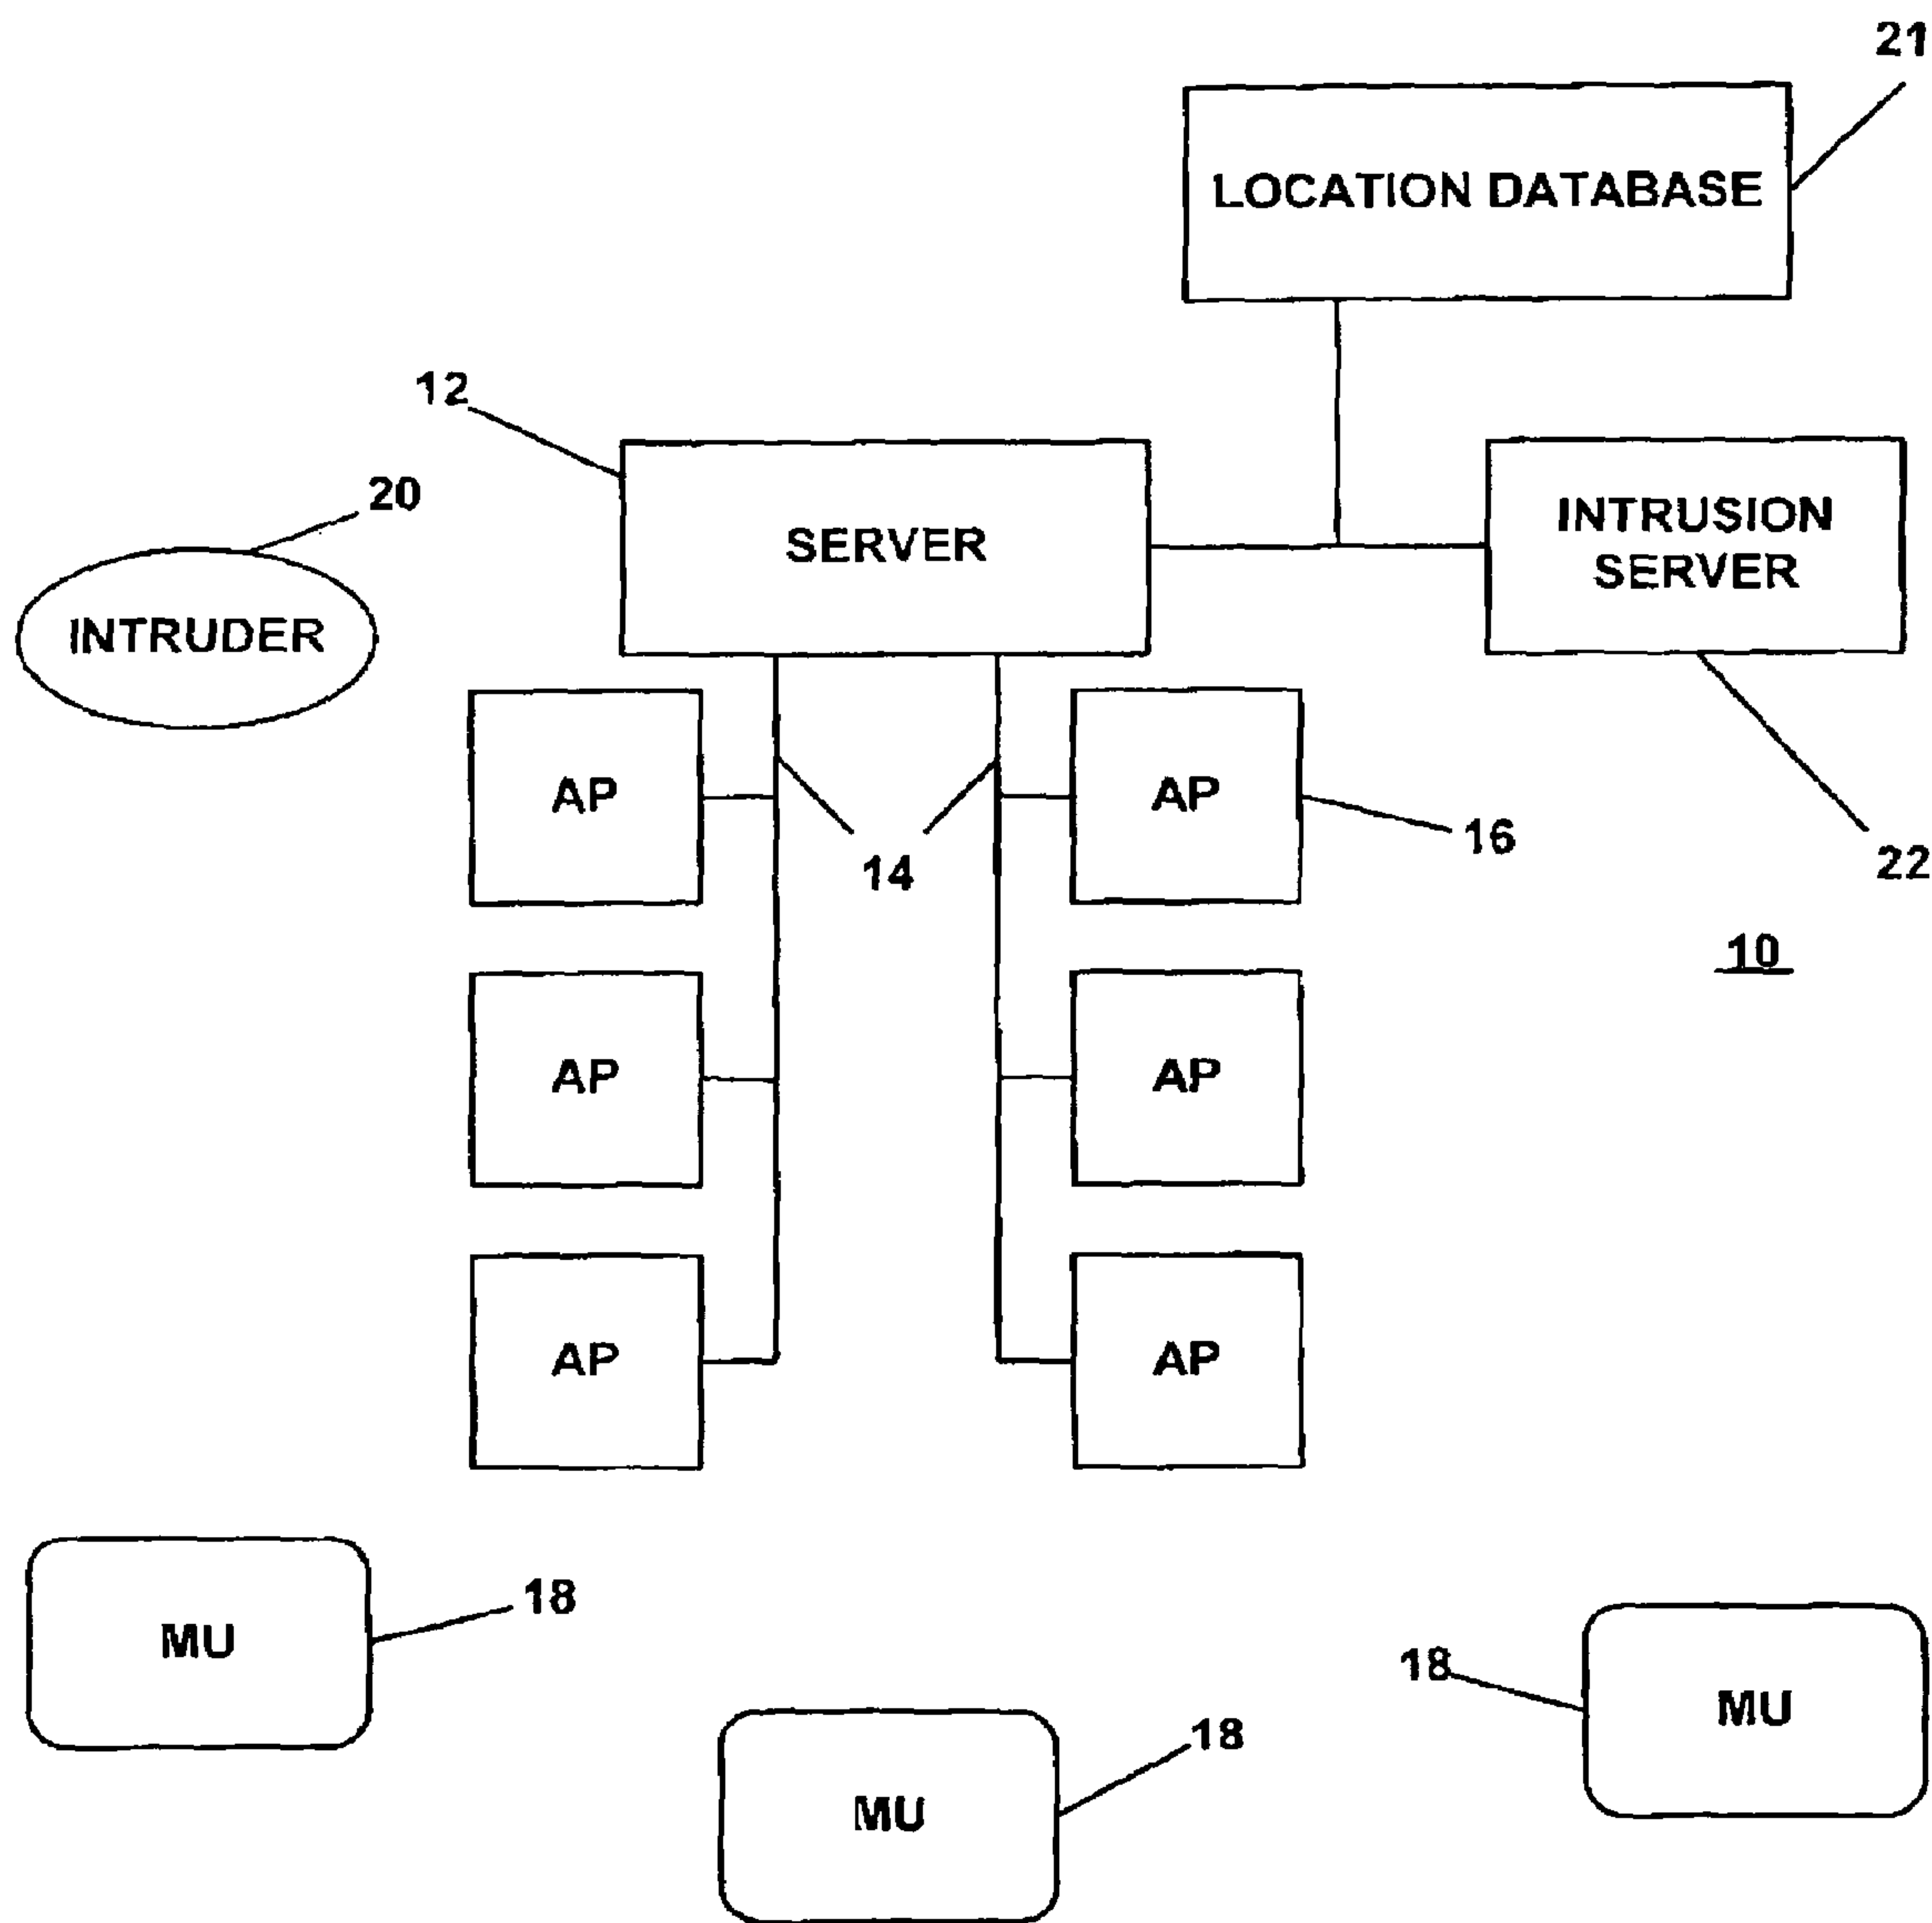 21
LOCATION DATABASE
12
20
SERVER
INTRUSION
SERVER
INTRUDER
AP
AP
16
14
22
10
AP
AP
AP
AP
18
MU
18
MU
18
MU